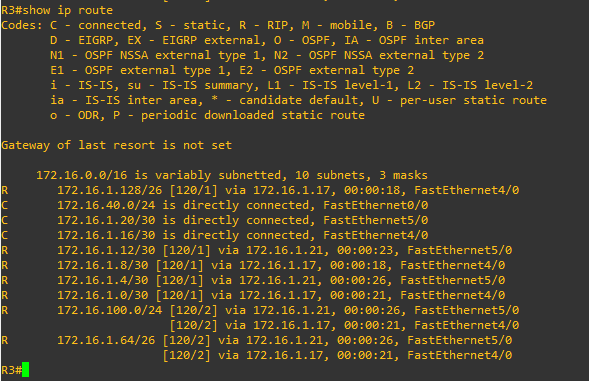 R3#show ip route
Codes: C - connected, S - static, R - RIP, M - mobile, B - BGP
       D - EIGRP, EX - EIGRP external, O - OSPF, IA - OSPF inter area
       N1 - OSPF NSSA external type 1, N2 - OSPF NSSA external type 2
       E1 - OSPF external type 1, E2 - OSPF external type 2
       i - IS-IS, su - IS-IS summary, L1 - IS-IS level-1, L2 - IS-IS level-2
       ia - IS-IS inter area, * - candidate default, U - per-user static route
       o - ODR, P - periodic downloaded static route
Gateway of last resort is not set
     172.16.0.0/16 is variably subnetted, 10 subnets, 3 masks
R       172.16.1.128/26 [120/1] via 172.16.1.17, 00:00:18, FastEthernet4/0
C       172.16.40.0/24 is directly connected, FastEthernet0/0
C       172.16.1.20/30 is directly connected, FastEthernet5/0
C       172.16.1.16/30 is directly connected, FastEthernet4/0
R       172.16.1.12/30 [120/1] via 172.16.1.21, 00:00:23, FastEthernet5/0
R       172.16.1.8/30 [120/1] via 172.16.1.17, 00:00:18, FastEthernet4/0
R       172.16.1.4/30 [120/1] via 172.16.1.21, 00:00:26, FastEthernet5/0
R       172.16.1.0/30 [120/1] via 172.16.1.17, 00:00:21, FastEthernet4/0
R       172.16.100.0/24 [120/2] via 172.16.1.21, 00:00:26, FastEthernet5/0
                        [120/2] via 172.16.1.17, 00:00:21, FastEthernet4/0
R       172.16.1.64/26 [120/2] via 172.16.1.21, 00:00:26, FastEthernet5/0
                       [120/2] via 172.16.1.17, 00:00:21, FastEthernet4/0
R3#